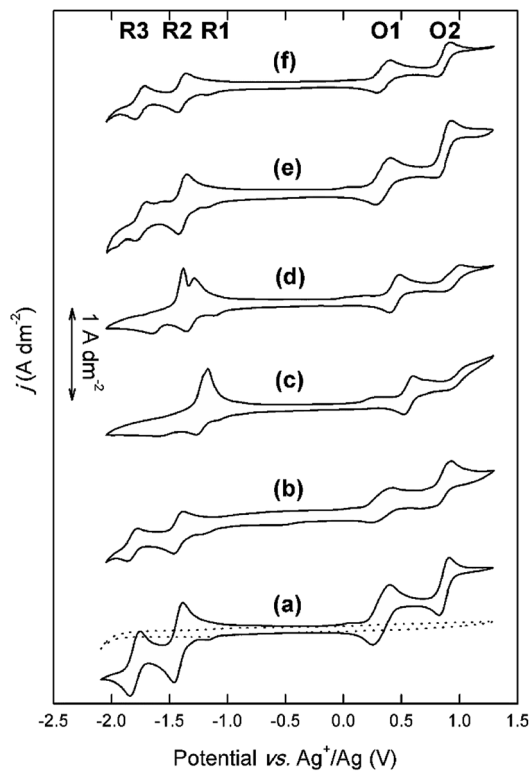 R3 R2 R1 O1 O2
(f)
(e)
(d)
(c)
(b)
(a)
j (A dm-2)
1 A dm-2
-2.5 -2.0 -1.5 -1.0 -0.5 0.0 0.5 1.0 1.5
Potential vs. Ag+/Ag (V)